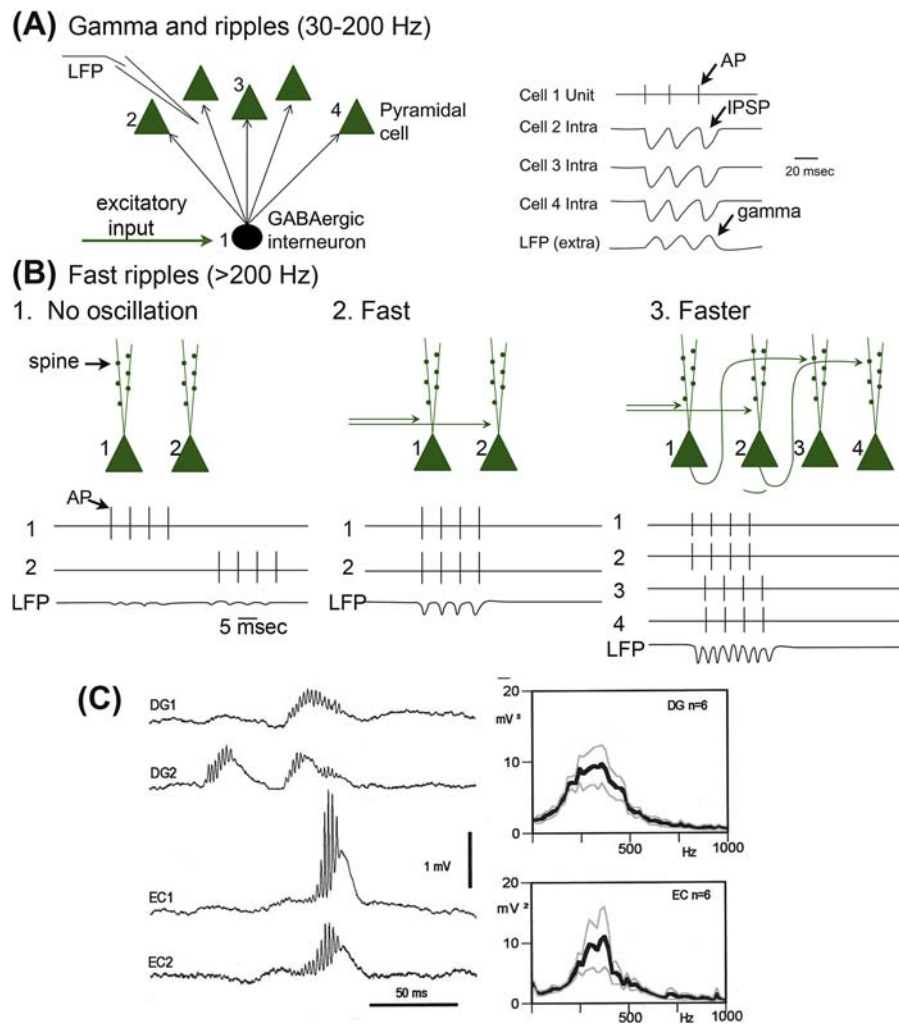 (A) Gamma and ripples (30-200 Hz)
LFP
2
3
4
Pyramidal
cell
excitatory
input
1
GABAergic
interneuron
AP
Cell 1 Unit
IPSP
Cell 2 Intra
Cell 3 Intra
20 msec
Cell 4 Intra
gamma
LFP (extra)
(B) Fast ripples (>200 Hz)
1. No oscillation
2. Fast
3. Faster
spine
1
2
1
2
1
2
3
4
AP
1
2
LFP
5 msec
1
2
LFP
1
2
3
4
LFP
(C)
DG1
DG2
1 mV
EC1
EC2
50 ms
20
mV ²
10
0
DG n=6
500
Hz
1000
20
mV ²
10
0
EC n=6
500
Hz
1000